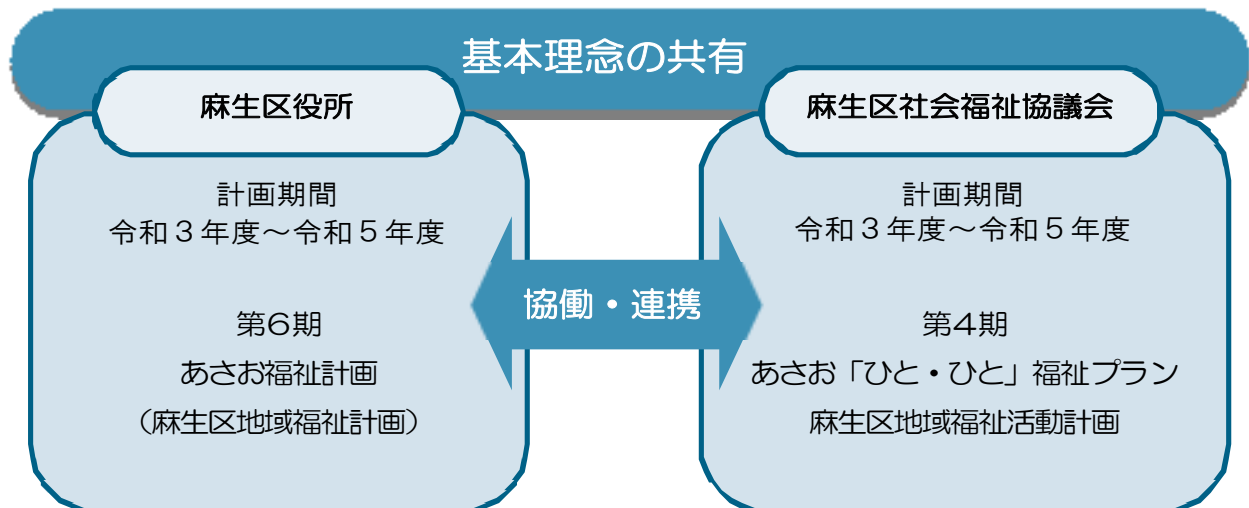 基本理念の共有
麻生区役所
計画期間
令和３年度～令和５年度
第6期
あさお福祉計画
（麻生区地域福祉計画）
協働・連携
麻生区社会福祉協議会
計画期間
令和３年度～令和５年度
第4期
あさお「ひと・ひと」福祉プラン
麻生区地域福祉活動計画